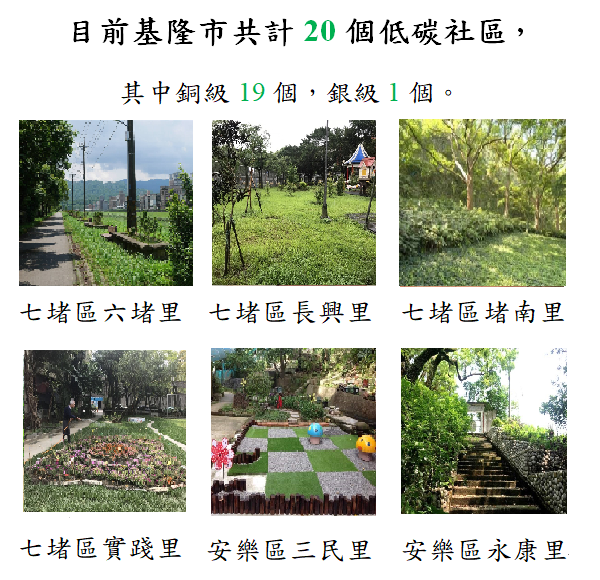 目前基隆市共計 20 個低碳社區，
其中銅級 19 個，銀級 1 個。
七堵區六堵里
七堵區長興里
七堵區堵南里
七堵區實踐里
安樂區三民里
安樂區永康里